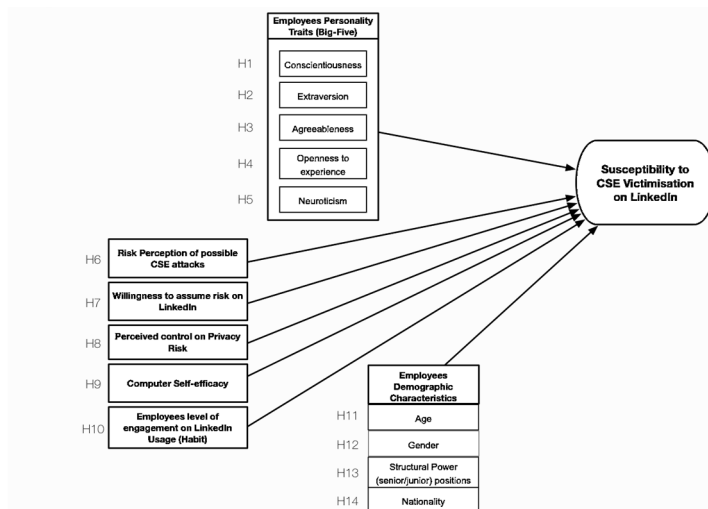 Employees Personality
Traits (Big-Five)
H1
Conscientiousness
H2
Extraversion
H3
Agreeableness
H4
Openness to
experience
H5
Neuroticism
Susceptibility to
CSE Victimisation
on LinkedIn
H6
Risk Perception of possible
CSE attacks
H7
Willingness to assume risk on
LinkedIn
H8
Perceived control on Privacy
Risk
H9
Computer Self-efficacy
H10
Employees level of
engagement on LinkedIn
Usage (Habit)
Employees
Demographic
Characteristics
H11
Age
H12
Gender
H13
Structural Power
(senior/junior) positions
H14
Nationality